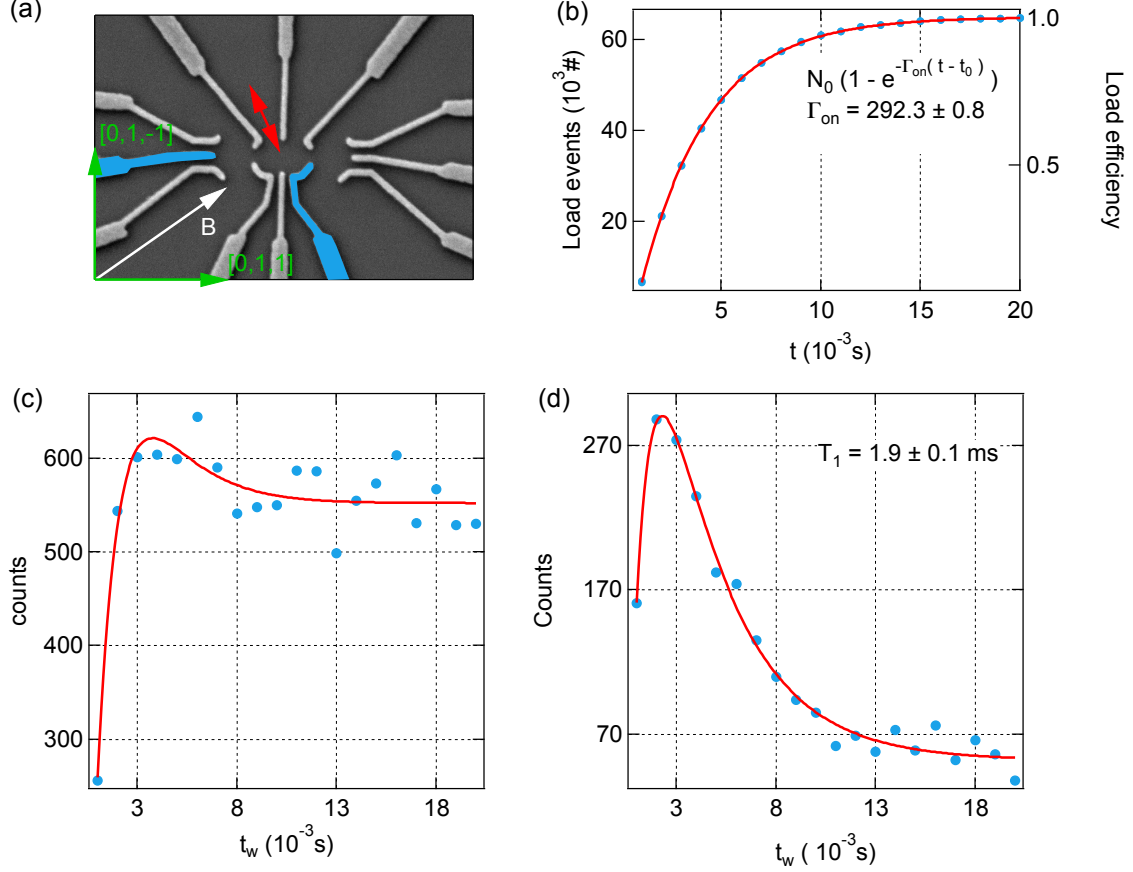 (a)
[0,1,-1]
B
[0,1,1]
(b)
Load events (10³#)
60
40
20
N₀ (1 - e^-Γon( t - t₀ ) )
Γon = 292.3 ± 0.8
1.0
0.5
Load efficiency
5
10
15
20
t (10⁻³s)
(c)
counts
600
500
400
300
3
8
13
18
t_w (10⁻³s)
(d)
Counts
270
170
70
T₁ = 1.9 ± 0.1 ms
3
8
13
18
t_w ( 10⁻³s)